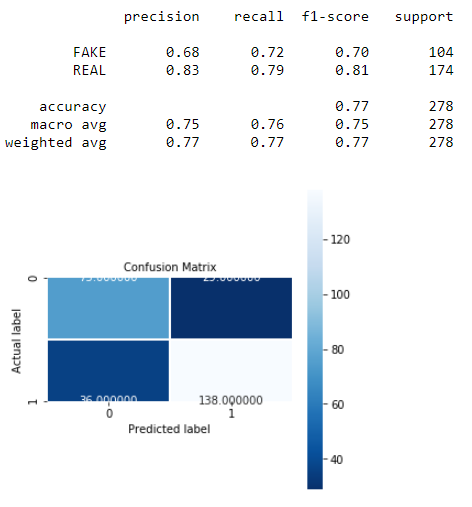 precision recall f1-score support
FAKE 0.68 0.72 0.70 104
REAL 0.83 0.79 0.81 174
accuracy 0.77 278
macro avg 0.75 0.76 0.75 278
weighted avg 0.77 0.77 0.77 278
Confusion Matrix
Actual label
0
1
36.000000 138.000000
0 1
Predicted label
120
100
80
60
40